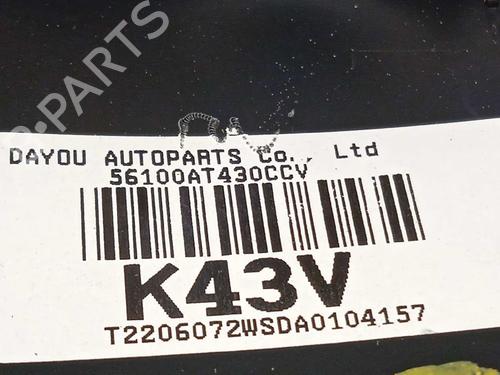 B-PARTS
DAYOU AUTOPARTS Co., Ltd
56100AT430CCV
K43V
T2206072WSDA0104157